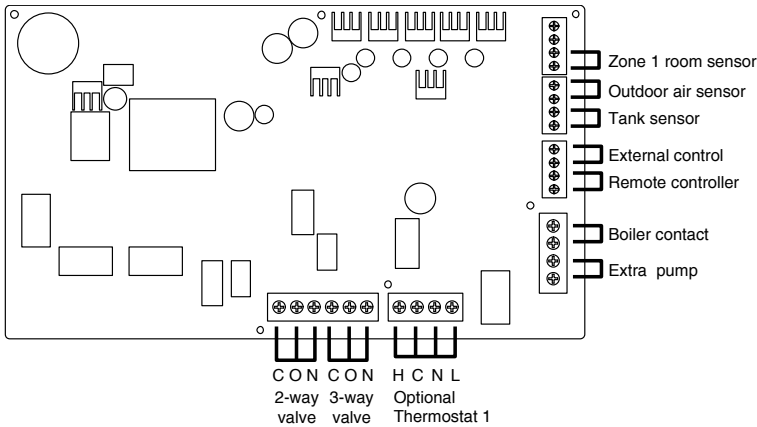 Zone 1 room sensor
Outdoor air sensor
Tank sensor
External control
Remote controller
Boiler contact
Extra pump
C O N C O N H C N L
2-way 3-way Optional
valve valve Thermostat 1